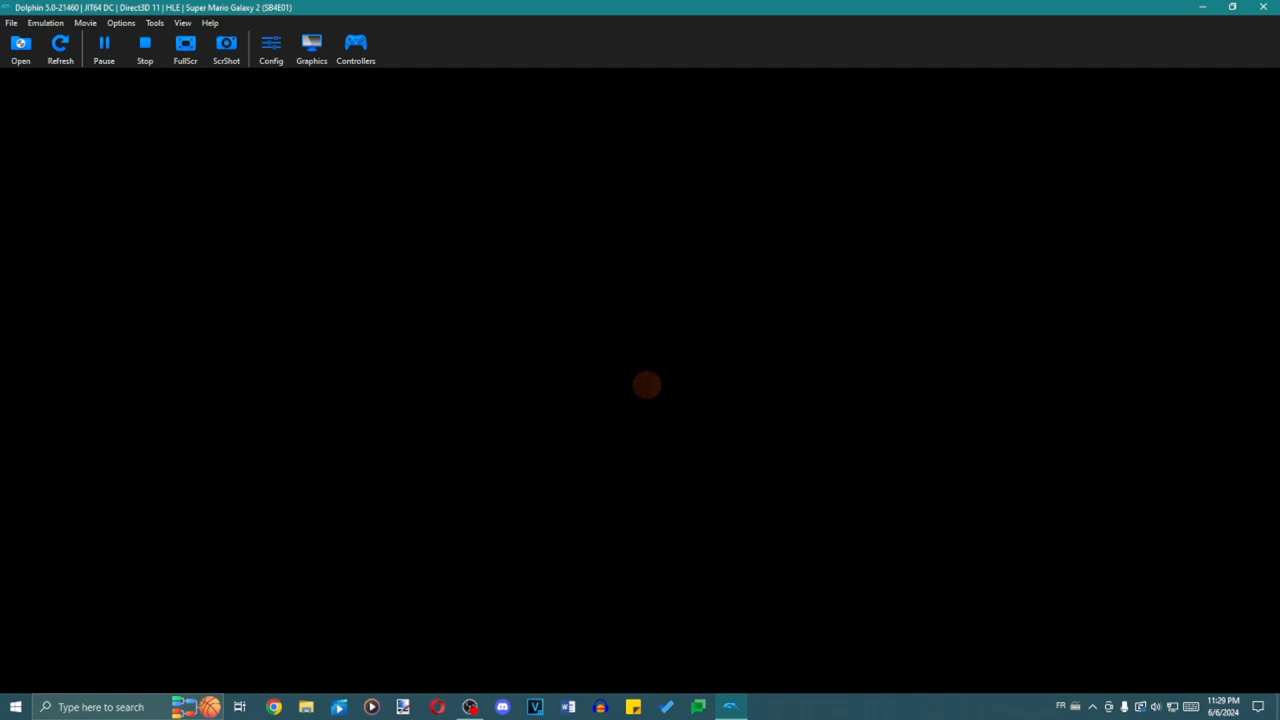 Dolphin 5.0-21460 | JIT64 DC | Direct3D 11 | HLE | Super Mario Galaxy 2 (SB4E01)
File Emulation Movie Options Tools View Help
Open Refresh Pause Stop FullScr ScrShot Config Graphics Controllers
Type here to search
FR
11:29 PM
6/6/2024